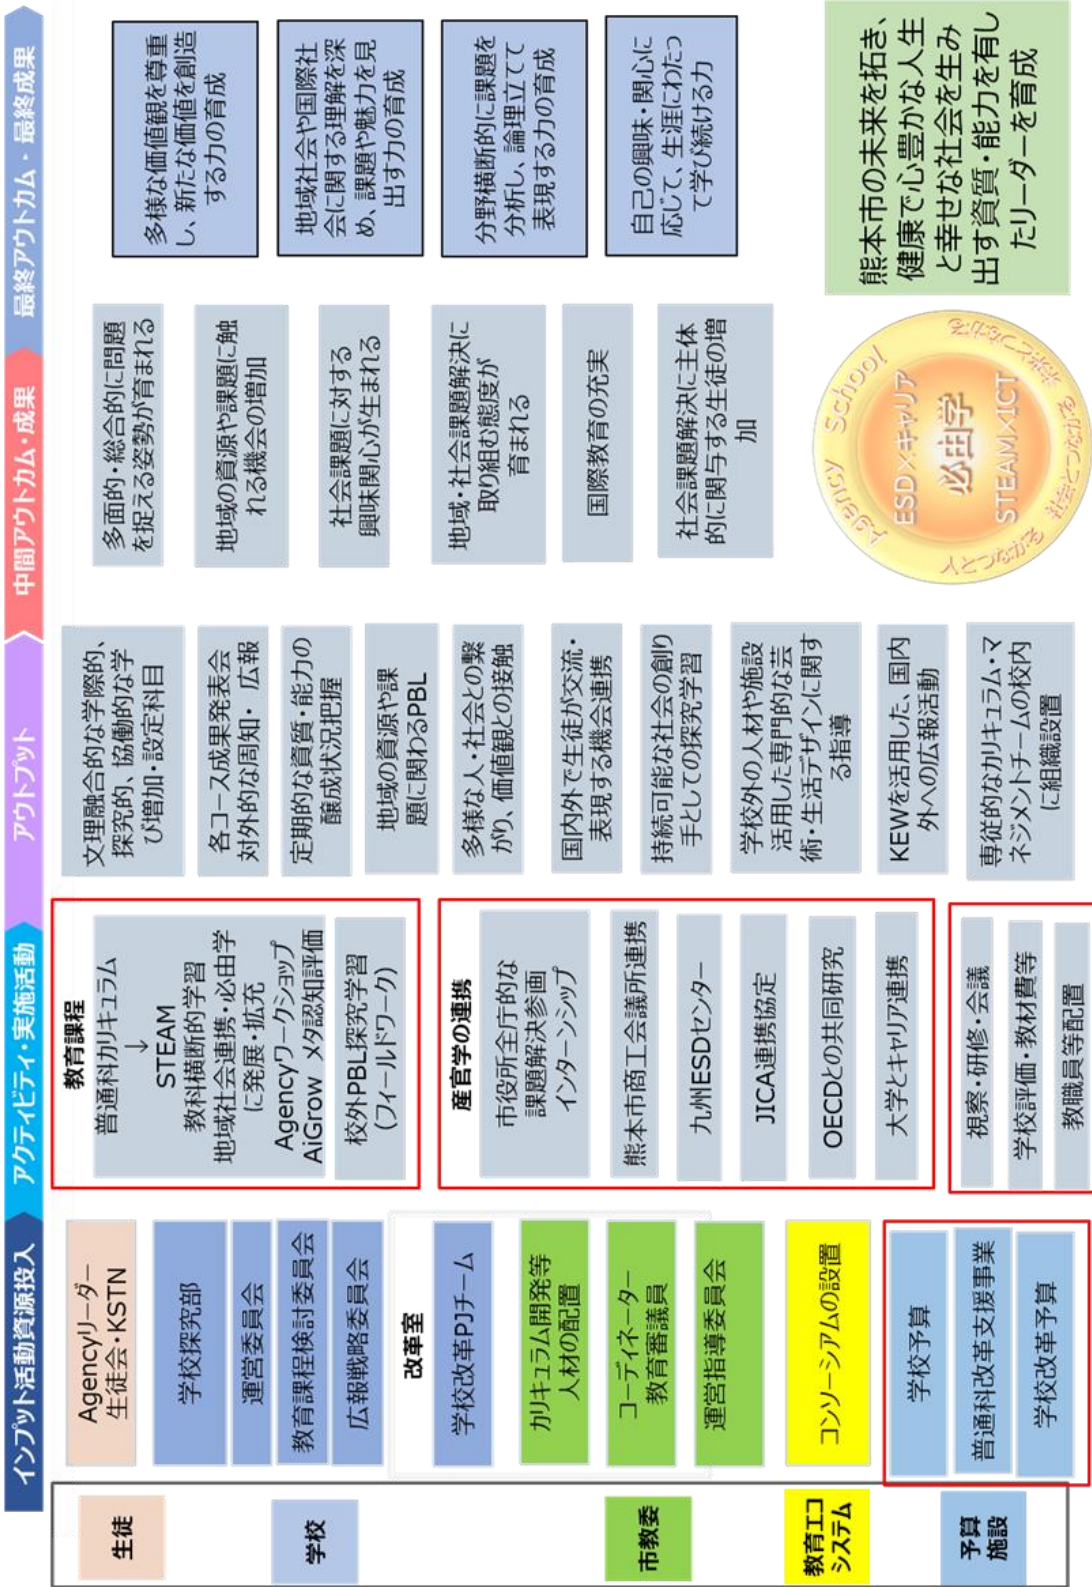 インプット活動資源投入
アクティビティ・実施活動
アウトプット
中間アウトカム・成果
最終アウトカム・最終成果
生徒
学校
市教委
教育エコ
システム
予算
施設
Agencyリーダー
生徒会・KSTN
学校探究部
運営委員会
教育課程検討委員会
広報戦略委員会
改革室
学校改革PJチーム
カリキュラム開発等
人材の配置
コーディネーター
教育審議員
運営指導委員会
コンソーシアムの設置
学校予算
普通科改革支援事業
学校改革予算
教育課程
普通科カリキュラム
↓
STEAM
教科横断的学習
地域社会連携・必由学
に発展・拡充
Agencyワークショップ
AiGrow メタ認知評価
校外PBL探究学習
(フィールドワーク)
産官学の連携
市役所全庁的な
課題解決参画
インターンシップ
熊本市商工会議所連携
九州ESDセンター
JICA連携協定
OECDとの共同研究
大学とキャリア連携
視察・研修・会議
学校評価・教材費等
教職員等配置
文理融合的な学際的、
探究的、協働的な学
び増加・設定科目
各コース成果発表会
対外的な周知・広報
定期的な資質・能力の
醸成状況把握
地域の資源や課
題に関わるPBL
多様な人・社会との繋
がり、価値観との接触
国内外で生徒が交流・
表現する機会連携
持続可能な社会の創り
手としての探究学習
学校外の人材や施設
活用した専門的な芸
術・生活デザインに関す
る指導
KEWを活用した、国内
外への広報活動
専従的なカリキュラム・マ
ネジメントチームの校内
に組織設置
多面的・総合的に問題
を捉える姿勢が育まれる
地域の資源や課題に触
れる機会の増加
社会課題に対する
興味関心が生まれる
地域・社会課題解決に
取り組む態度が
育まれる
国際教育の充実
社会課題解決に主体
的に関与する生徒の増
加
Agency School
ESD×キャリア
必由学
STEAM×ICT
人とつながる 社会とつながる 未来とつながる
多様な価値観を尊重
し、新たな価値を創造
する力の育成
地域社会や国際社
会に関する理解を深
め、課題や魅力を見
出す力の育成
分野横断的に課題を
分析し、論理立てて
表現する力の育成
自己の興味・関心に
応じて、生涯にわたっ
て学び続ける力
熊本市の未来を拓き、
健康で心豊かな人生
と幸せな社会を生み
出す資質・能力を有し
たリーダーを育成